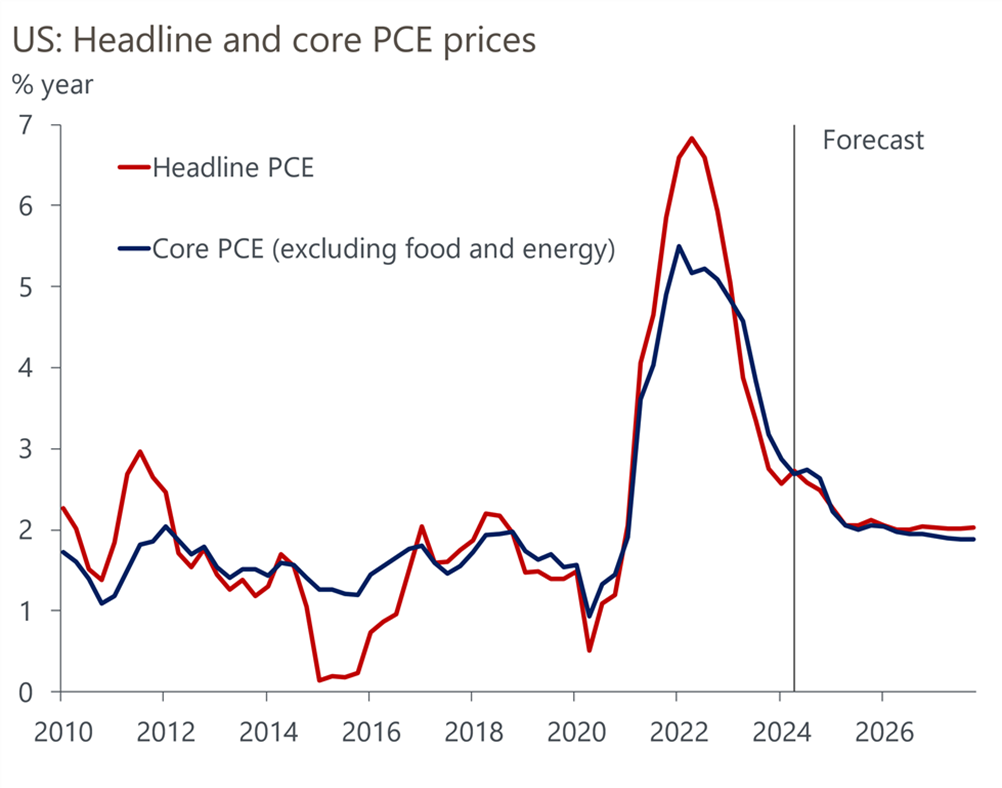 US: Headline and core PCE prices
% year
7
Forecast
Headline PCE
6
Core PCE (excluding food and energy)
5
4
3
2
1
0
2010 2012 2014 2016 2018 2020 2022 2024 2026